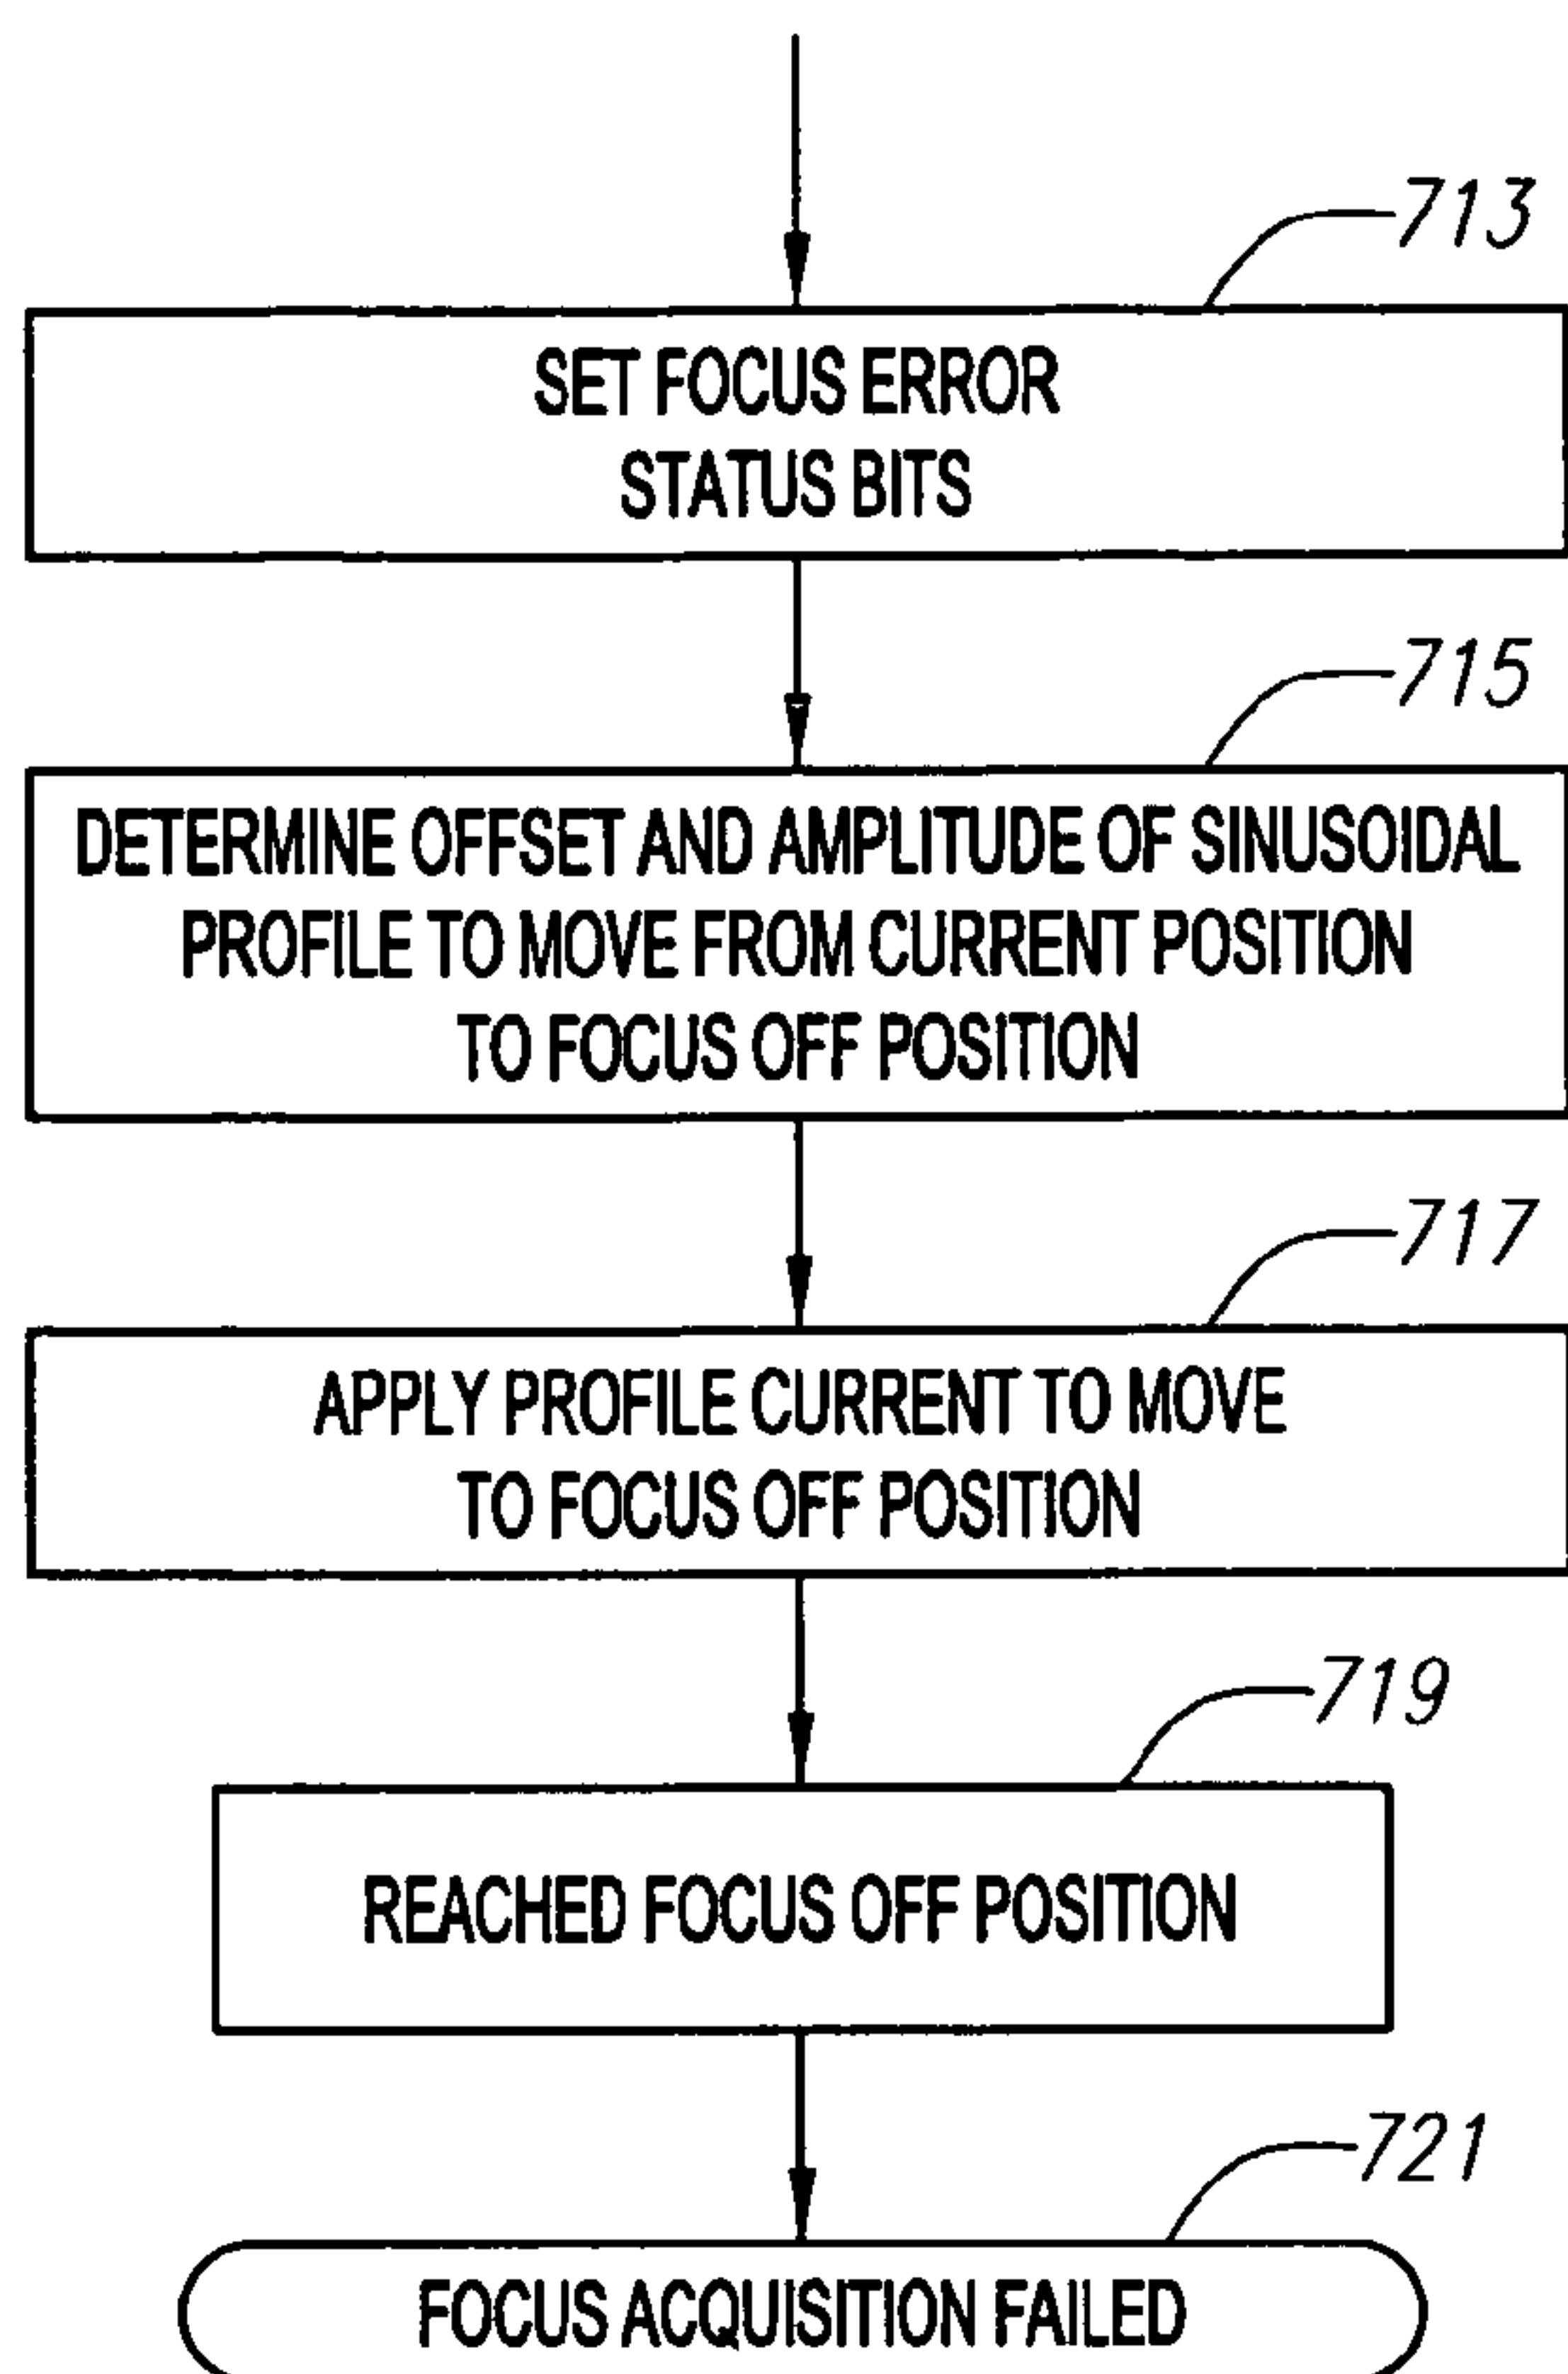 713
SET FOCUS ERROR
STATUS BITS
715
DETERMINE OFFSET AND AMPLITUDE OF SINUSOIDAL
PROFILE TO MOVE FROM CURRENT POSITION
TO FOCUS OFF POSITION
717
APPLY PROFILE CURRENT TO MOVE
TO FOCUS OFF POSITION
719
REACHED FOCUS OFF POSITION
721
FOCUS ACQUISITION FAILED